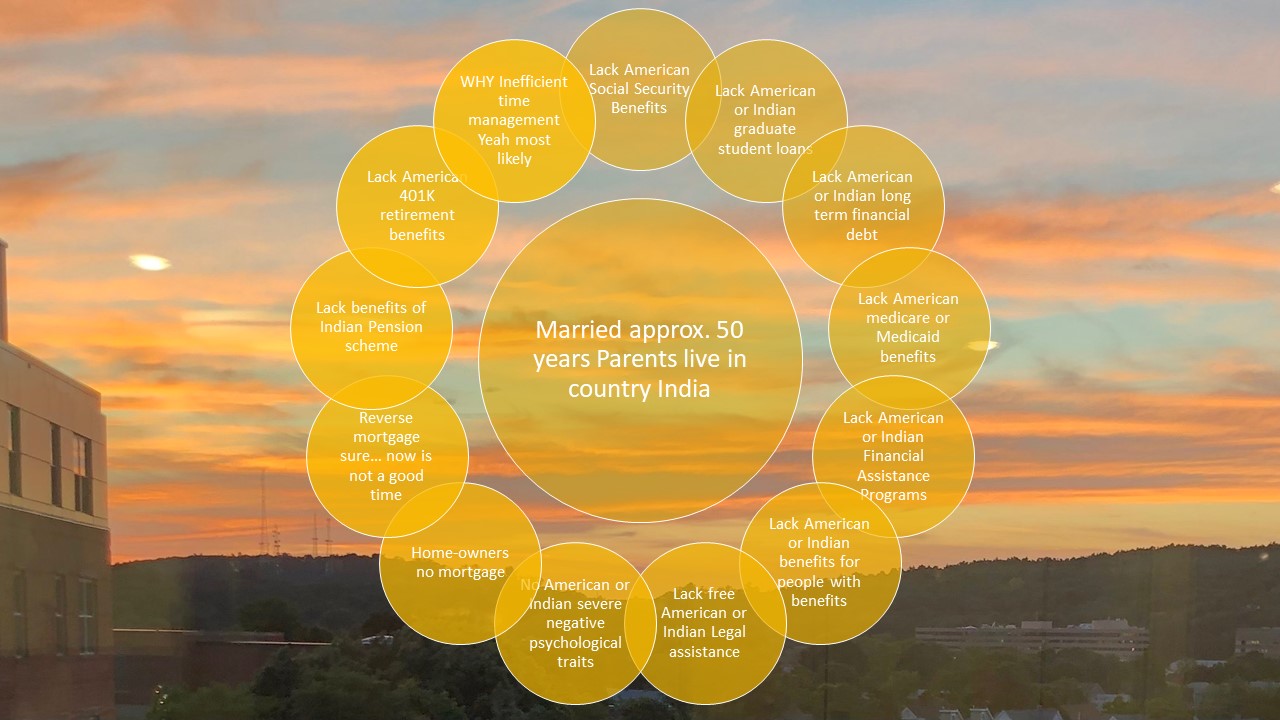 Lack American
Social Security
Benefits
Lack American
or Indian
graduate
student loans
Lack American
or Indian long
term financial
debt
Lack American
medicare or
Medicaid
benefits
Lack American
or Indian
Financial
Assistance
Programs
Lack American
or Indian
benefits for
people with
benefits
Lack free
American or
Indian Legal
assistance
No American or
Indian severe
negative
psychological
traits
Home-owners
no mortgage
Reverse
mortgage
sure... now is
not a good
time
Lack benefits of
Indian Pension
scheme
Lack American
401K
retirement
benefits
WHY Inefficient
time
management
Yeah most
likely
Married approx. 50
years Parents live in
country India